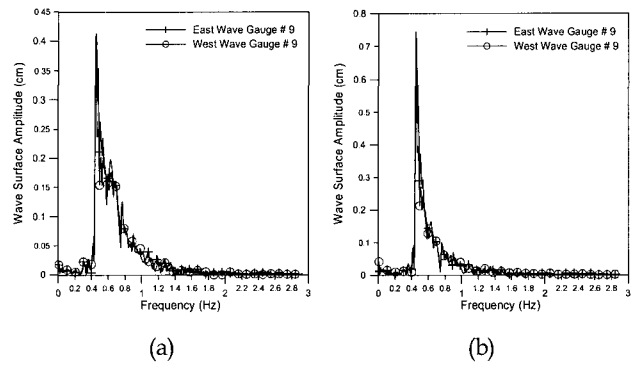 0.45
0.4
0.35
0.3
0.25
0.2
0.15
0.1
0.05
0
Wave Surface Amplitude (cm)
East Wave Gauge # 9
West Wave Gauge # 9
0 0.2 0.4 0.6 0.8 1 1.2 1.4 1.6 1.8 2 2.2 2.4 2.6 2.8 3
Frequency (Hz)
(a)
0.8
0.7
0.6
0.5
0.4
0.3
0.2
0.1
0
Wave Surface Amplitude (cm)
East Wave Gauge # 9
West Wave Gauge # 9
0 0.2 0.4 0.6 0.8 1 1.2 1.4 1.6 1.8 2 2.2 2.4 2.6 2.8 3
Frequency (Hz)
(b)